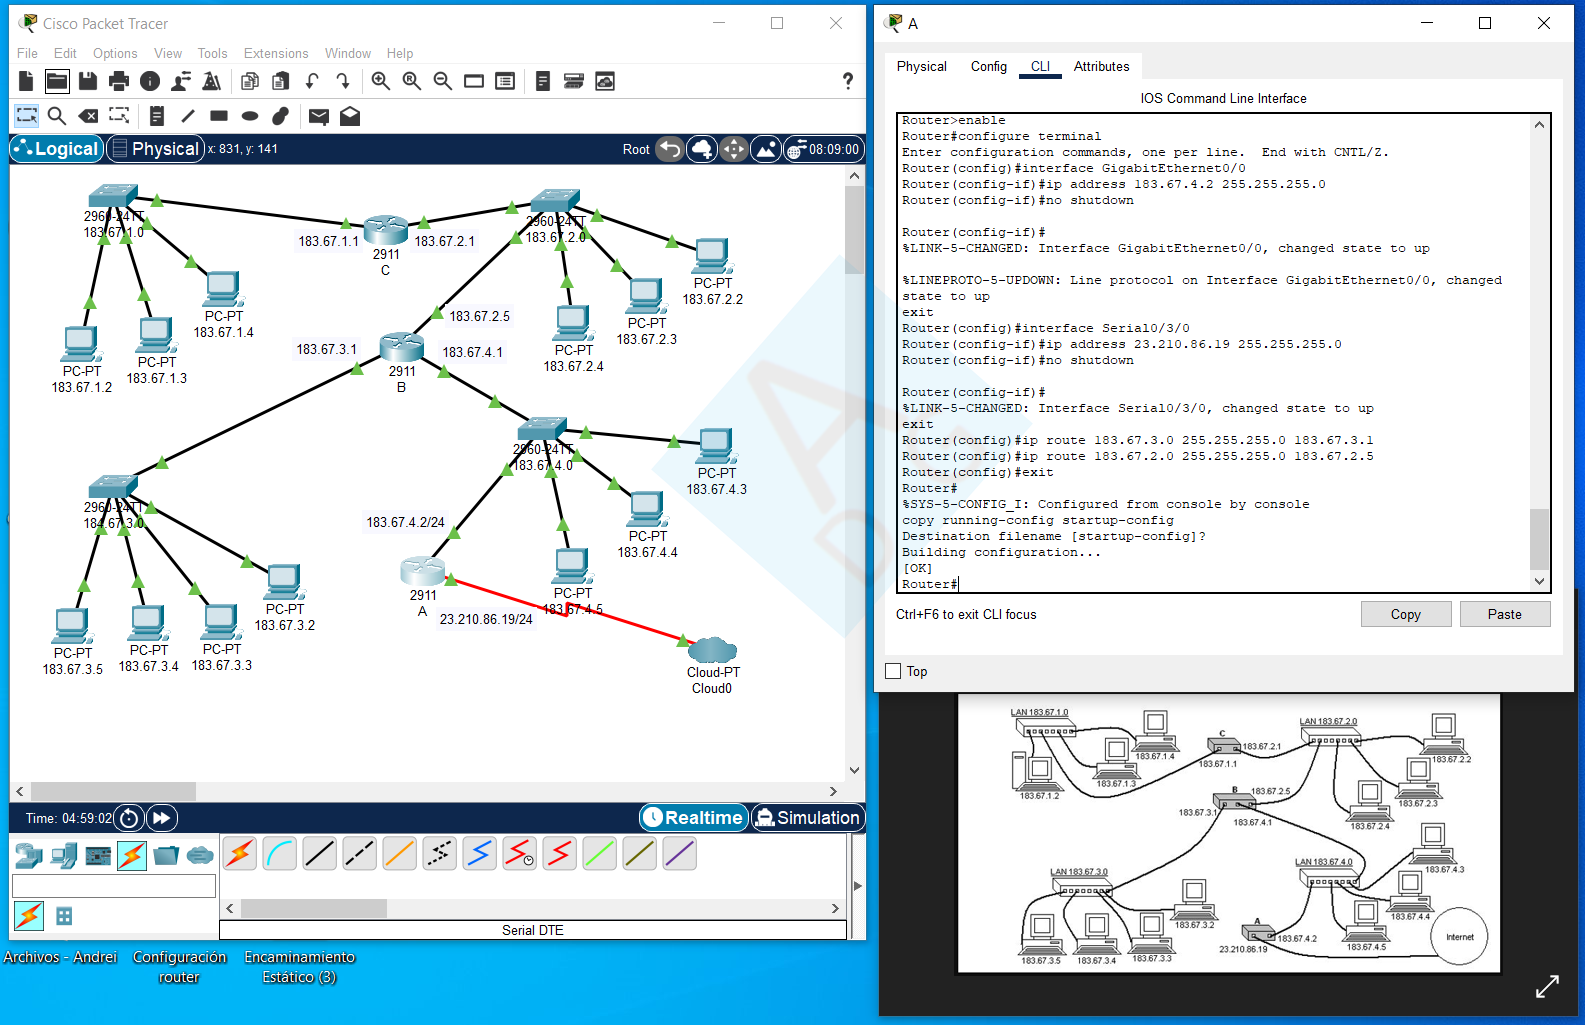 Cisco Packet Tracer
File Edit Options View Tools Extensions Window Help
Logical Physical x: 831, y: 141 Root 08:09:00
2960-24TT
183.67.1.0
183.67.1.1
183.67.2.1
2911
C
2960-24TT
183.67.2.0
PC-PT
183.67.1.2
PC-PT
183.67.1.3
PC-PT
183.67.1.4
PC-PT
183.67.2.2
PC-PT
183.67.2.3
PC-PT
183.67.2.4
183.67.2.5
183.67.3.1
183.67.4.1
2911
B
2960-24TT
183.67.4.0
PC-PT
183.67.4.3
PC-PT
183.67.4.4
PC-PT
183.67.4.5
2960-24TT
184.67.3.0
183.67.4.2/24
2911
A
23.210.86.19/24
PC-PT
183.67.3.5
PC-PT
183.67.3.4
PC-PT
183.67.3.3
PC-PT
183.67.3.2
Cloud-PT
Cloud0
Time: 04:59:02
Realtime Simulation
Serial DTE
Archivos - Andrei
Configuración
router
Encaminamiento
Estático (3)
A
Physical Config CLI Attributes
IOS Command Line Interface
Router>enable
Router#configure terminal
Enter configuration commands, one per line. End with CNTL/Z.
Router(config)#interface GigabitEthernet0/0
Router(config-if)#ip address 183.67.4.2 255.255.255.0
Router(config-if)#no shutdown
Router(config-if)#
%LINK-5-CHANGED: Interface GigabitEthernet0/0, changed state to up
%LINEPROTO-5-UPDOWN: Line protocol on Interface GigabitEthernet0/0, changed
state to up
exit
Router(config)#interface Serial0/3/0
Router(config-if)#ip address 23.210.86.19 255.255.255.0
Router(config-if)#no shutdown
Router(config-if)#
%LINK-5-CHANGED: Interface Serial0/3/0, changed state to up
exit
Router(config)#ip route 183.67.3.0 255.255.255.0 183.67.3.1
Router(config)#ip route 183.67.2.0 255.255.255.0 183.67.2.5
Router(config)#exit
Router#
%SYS-5-CONFIG_I: Configured from console by console
copy running-config startup-config
Destination filename [startup-config]?
Building configuration...
[OK]
Router#
Ctrl+F6 to exit CLI focus
Copy
Paste
Top
LAN 183.67.1.0
183.67.1.2
183.67.1.3
183.67.1.4
C
183.67.2.1
183.67.1.1
LAN 183.67.2.0
183.67.2.2
183.67.2.3
183.67.2.4
B
183.67.2.5
183.67.3.1
183.67.4.1
LAN 183.67.3.0
183.67.3.2
183.67.3.5
183.67.3.4
183.67.3.3
LAN 183.67.4.0
183.67.4.3
183.67.4.4
183.67.4.5
A
183.67.4.2
23.210.86.19
Internet